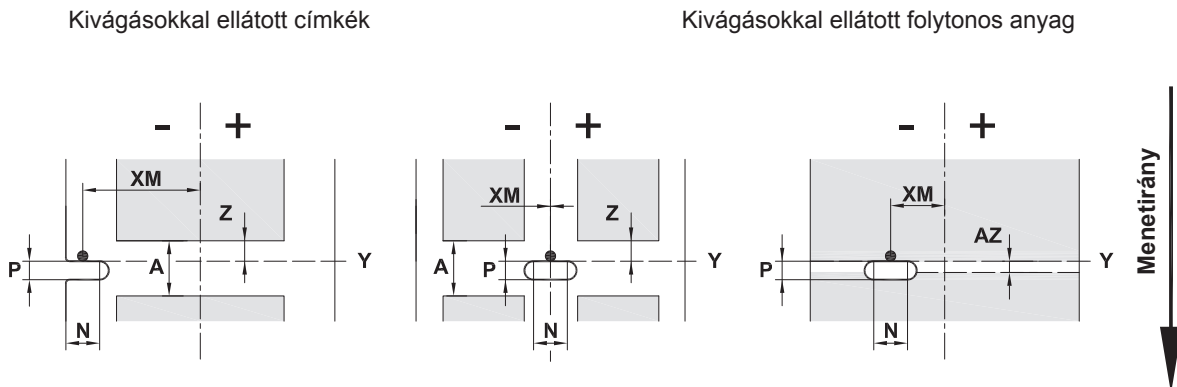 Kivágásokkal ellátott címkék
Kivágásokkal ellátott folytonos anyag
- +
XM
Z
P
A
Y
N
- +
XM
Z
A
P
Y
N
- +
XM
AZ
P
Y
N
Menetirány